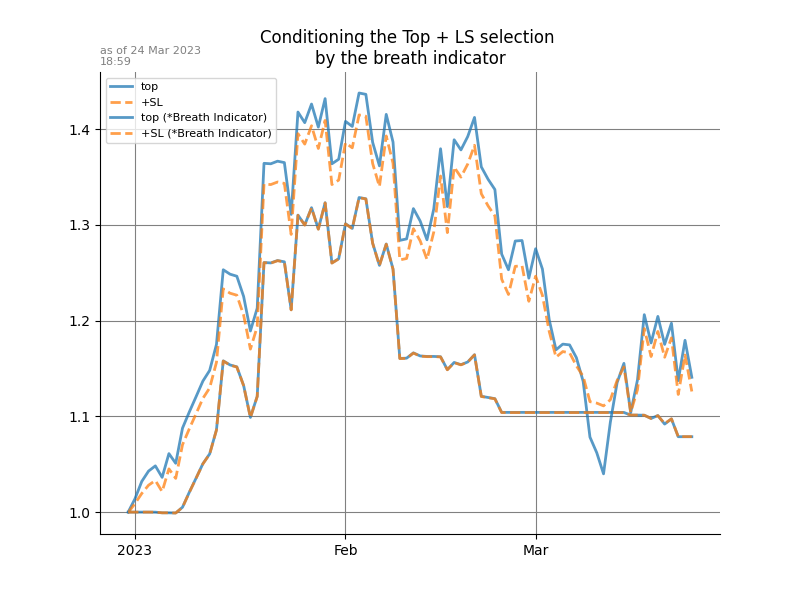 Conditioning the Top + LS selection
by the breath indicator
as of 24 Mar 2023
18:59
top
+SL
top (*Breath Indicator)
+SL (*Breath Indicator)
1.4
1.3
1.2
1.1
1.0
2023
Feb
Mar